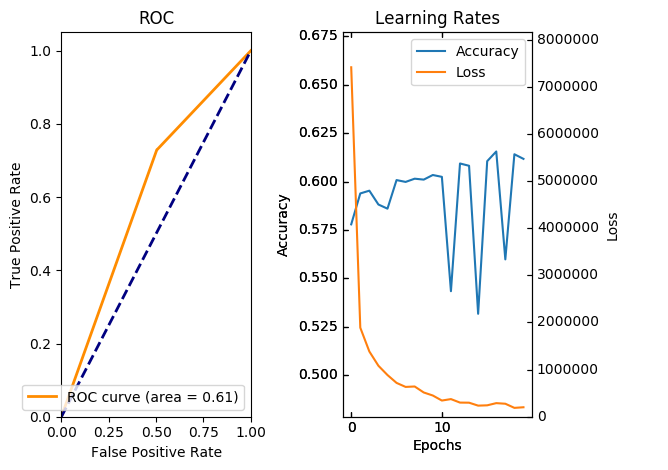 ROC
1.0
0.8
0.6
0.4
0.2
0.0
0.00 0.25 0.50 0.75 1.00
True Positive Rate
False Positive Rate
ROC curve (area = 0.61)
Learning Rates
0.675
0.650
0.625
0.600
0.575
0.550
0.525
0.500
Accuracy
0 10
Epochs
Accuracy
Loss
8000000
7000000
6000000
5000000
4000000
3000000
2000000
1000000
0
Loss